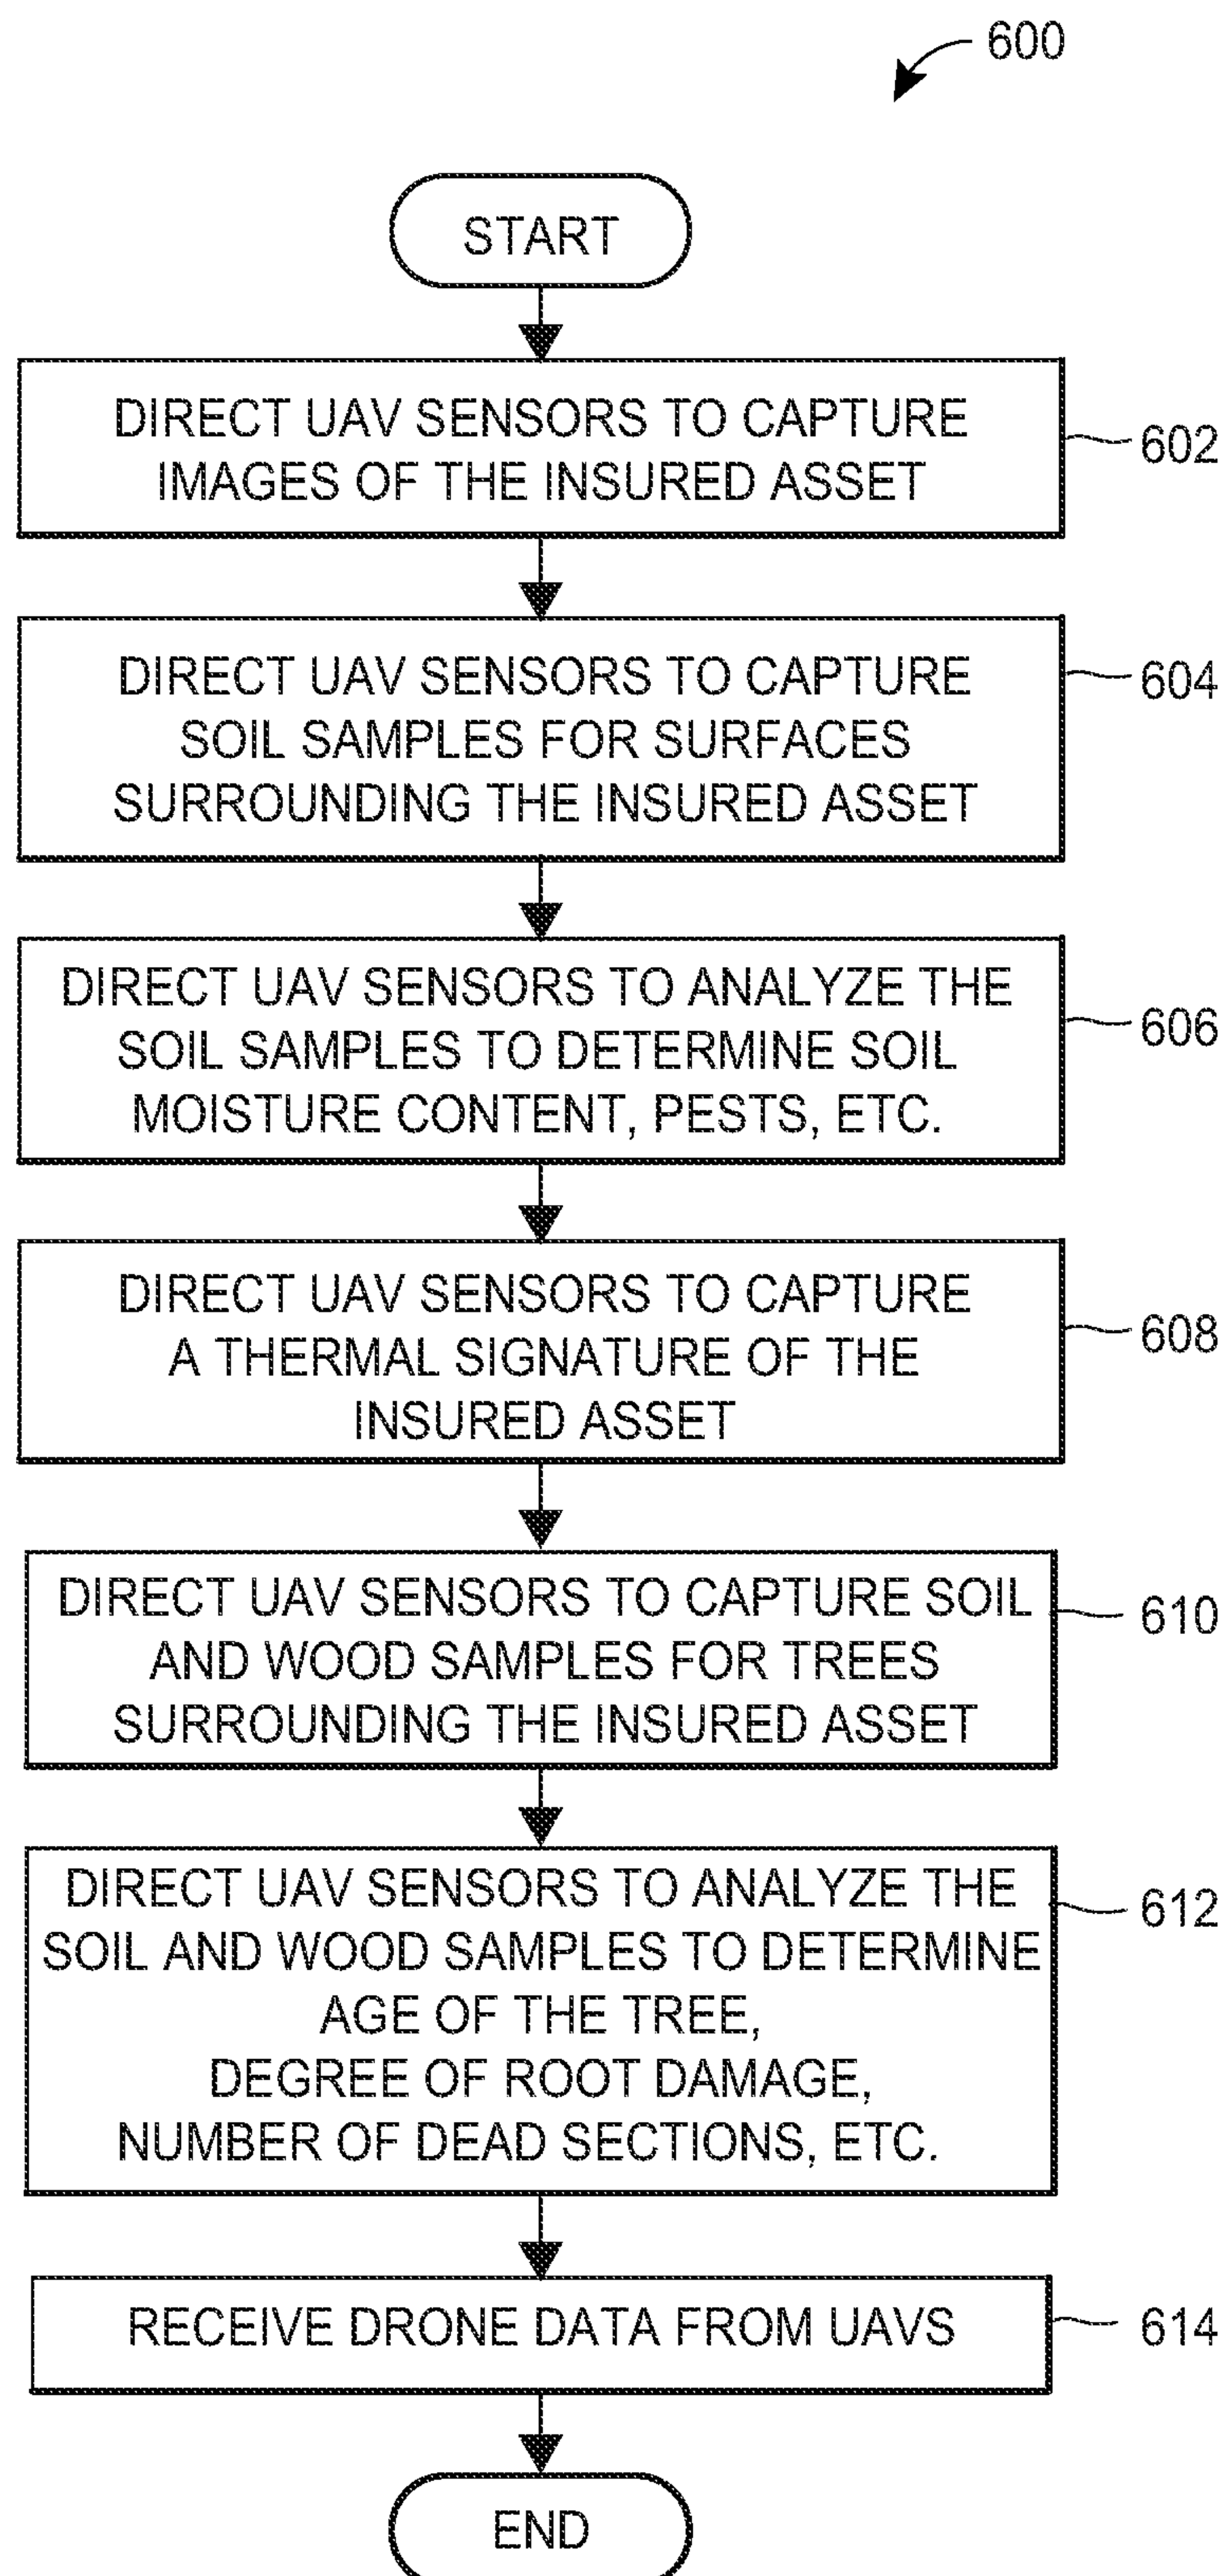 600
START
DIRECT UAV SENSORS TO CAPTURE
IMAGES OF THE INSURED ASSET
602
DIRECT UAV SENSORS TO CAPTURE
SOIL SAMPLES FOR SURFACES
SURROUNDING THE INSURED ASSET
604
DIRECT UAV SENSORS TO ANALYZE THE
SOIL SAMPLES TO DETERMINE SOIL
MOISTURE CONTENT, PESTS, ETC.
606
DIRECT UAV SENSORS TO CAPTURE
A THERMAL SIGNATURE OF THE
INSURED ASSET
608
DIRECT UAV SENSORS TO CAPTURE SOIL
AND WOOD SAMPLES FOR TREES
SURROUNDING THE INSURED ASSET
610
DIRECT UAV SENSORS TO ANALYZE THE
SOIL AND WOOD SAMPLES TO DETERMINE
AGE OF THE TREE,
DEGREE OF ROOT DAMAGE,
NUMBER OF DEAD SECTIONS, ETC.
612
RECEIVE DRONE DATA FROM UAVS
614
END